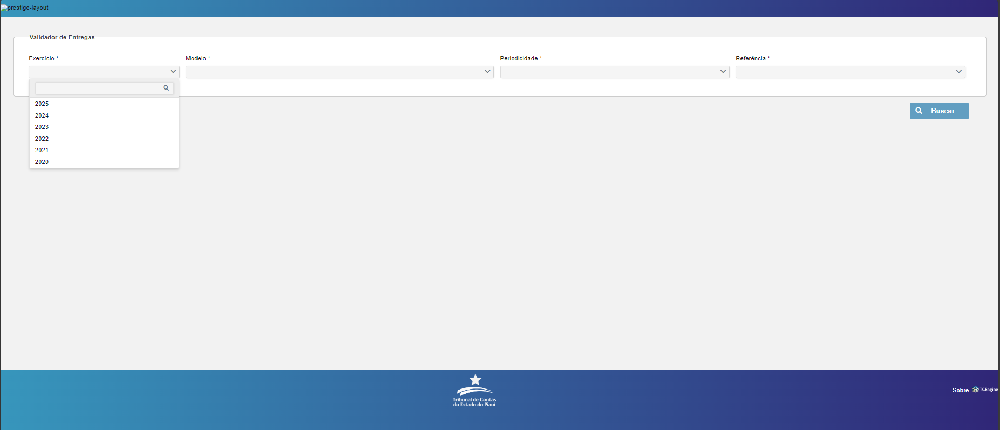 prestige-layout
Validador de Entregas
Exercício *
Modelo *
Periodicidade *
Referência *
2025
2024
2023
2022
2021
2020
Buscar
Tribunal de Contas
do Estado do Piauí
Sobre TCEngine